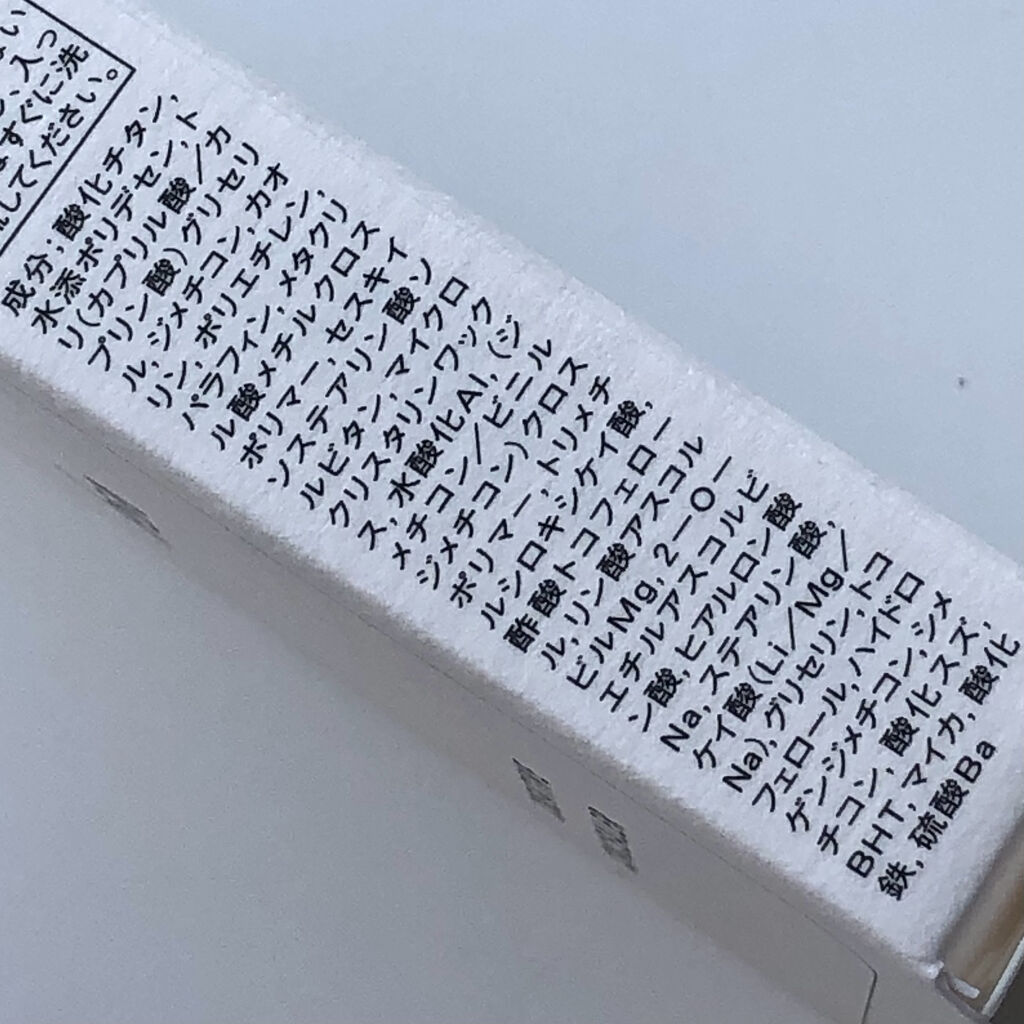 い
入っ
すぐに洗
してください。
成分；酸化チタン,
水添ポリデセン,ト
リ(カプリル酸／カ
プリン酸)グリセリ
ル,ジメチコン,カオ
リン,ポリエチレン,
パラフィン,メタクリ
ル酸メチルクロス
ポリマー,セスキイ
ソステアリン酸ソ
ルビタン,マイクロ
クリスタリンワック
ス,水酸化Al,(ジ
メチコン／ビニル
ジメチコン)クロス
ポリマー,トリメチ
ルシロキシケイ酸,
酢酸トコフェロー
ル,リン酸アスコル
ビルMg,2―O―
エチルアスコルビ
ン酸,ヒアルロン酸
Na,ステアリン酸,
ケイ酸(Li／Mg／
Na),グリセリン,トコ
フェロール,ハイドロ
ゲンジメチコン,ジメ
チコン,酸化スズ,
BHT,マイカ,酸化
鉄,硫酸Ba